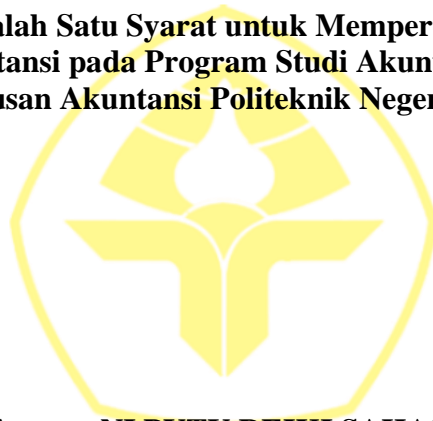 alah Satu Syarat untuk Memper
tansi pada Program Studi Akun
usan Akuntansi Politeknik Neger